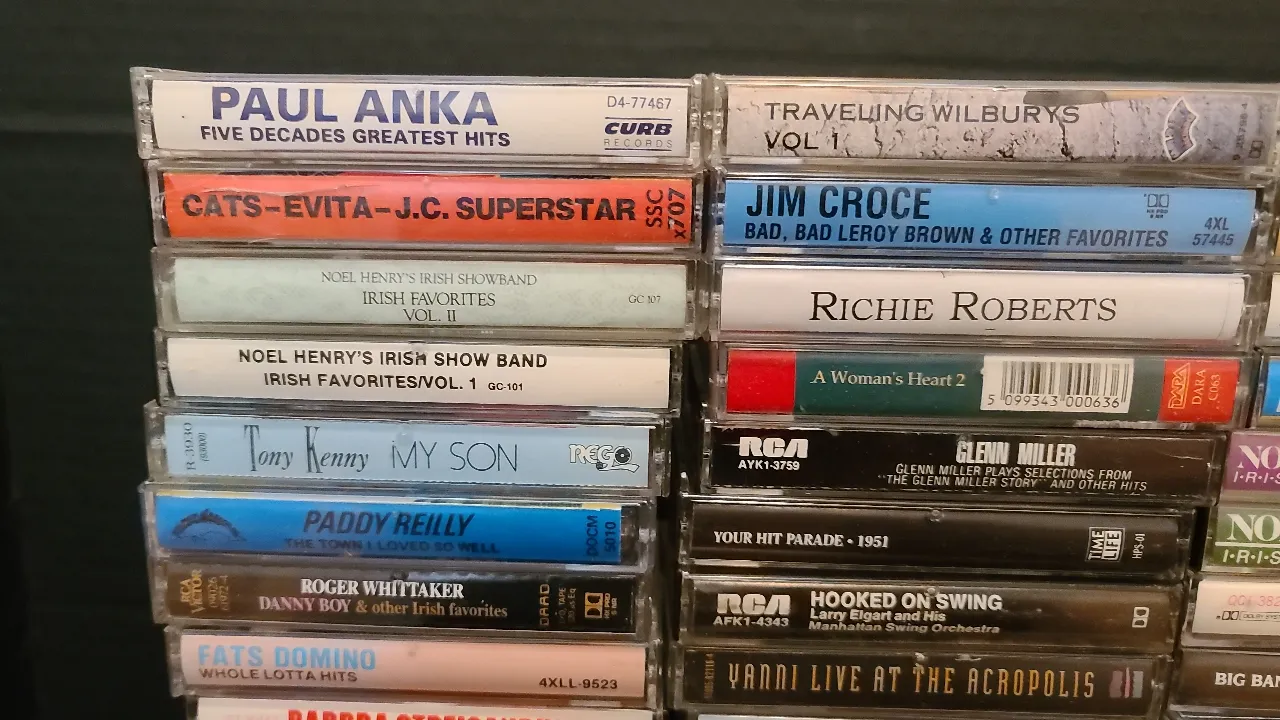 PAUL ANKA
FIVE DECADES GREATEST HITS
D4-77467
CURB
RECORDS
CATS-EVITA-J.C. SUPERSTAR
SSC
x707
NOEL HENRY'S IRISH SHOWBAND
IRISH FAVORITES
VOL. II
GC 107
NOEL HENRY'S IRISH SHOW BAND
IRISH FAVORITES/VOL. 1 GC-101
R-3930
Tony Kenny MY SON
REGO
PADDY REILLY
THE TOWN I LOVED SO WELL
DOCM
5010
RCA
VICTOR
ROGER WHITTAKER
DANNY BOY & other Irish favorites
FATS DOMINO
WHOLE LOTTA HITS
4XLL-9523
TRAVELING WILBURYS
VOL 1
JIM CROCE
BAD, BAD LEROY BROWN & OTHER FAVORITES
4XL
57445
RICHIE ROBERTS
A Woman's Heart 2
5 099343 000636
DARA
DARA
C063
RCA
AYK1-3759
GLENN MILLER
GLENN MILLER PLAYS SELECTIONS FROM
"THE GLENN MILLER STORY" AND OTHER HITS
YOUR HIT PARADE • 1951
TIME
LIFE
HPS-01
RCA
AFK1-4343
HOOKED ON SWING
Larry Elgart and His
Manhattan Swing Orchestra
YANNI LIVE AT THE ACROPOLIS
NO
I·R·I·S
NO
I·R·I·S
BIG BAN